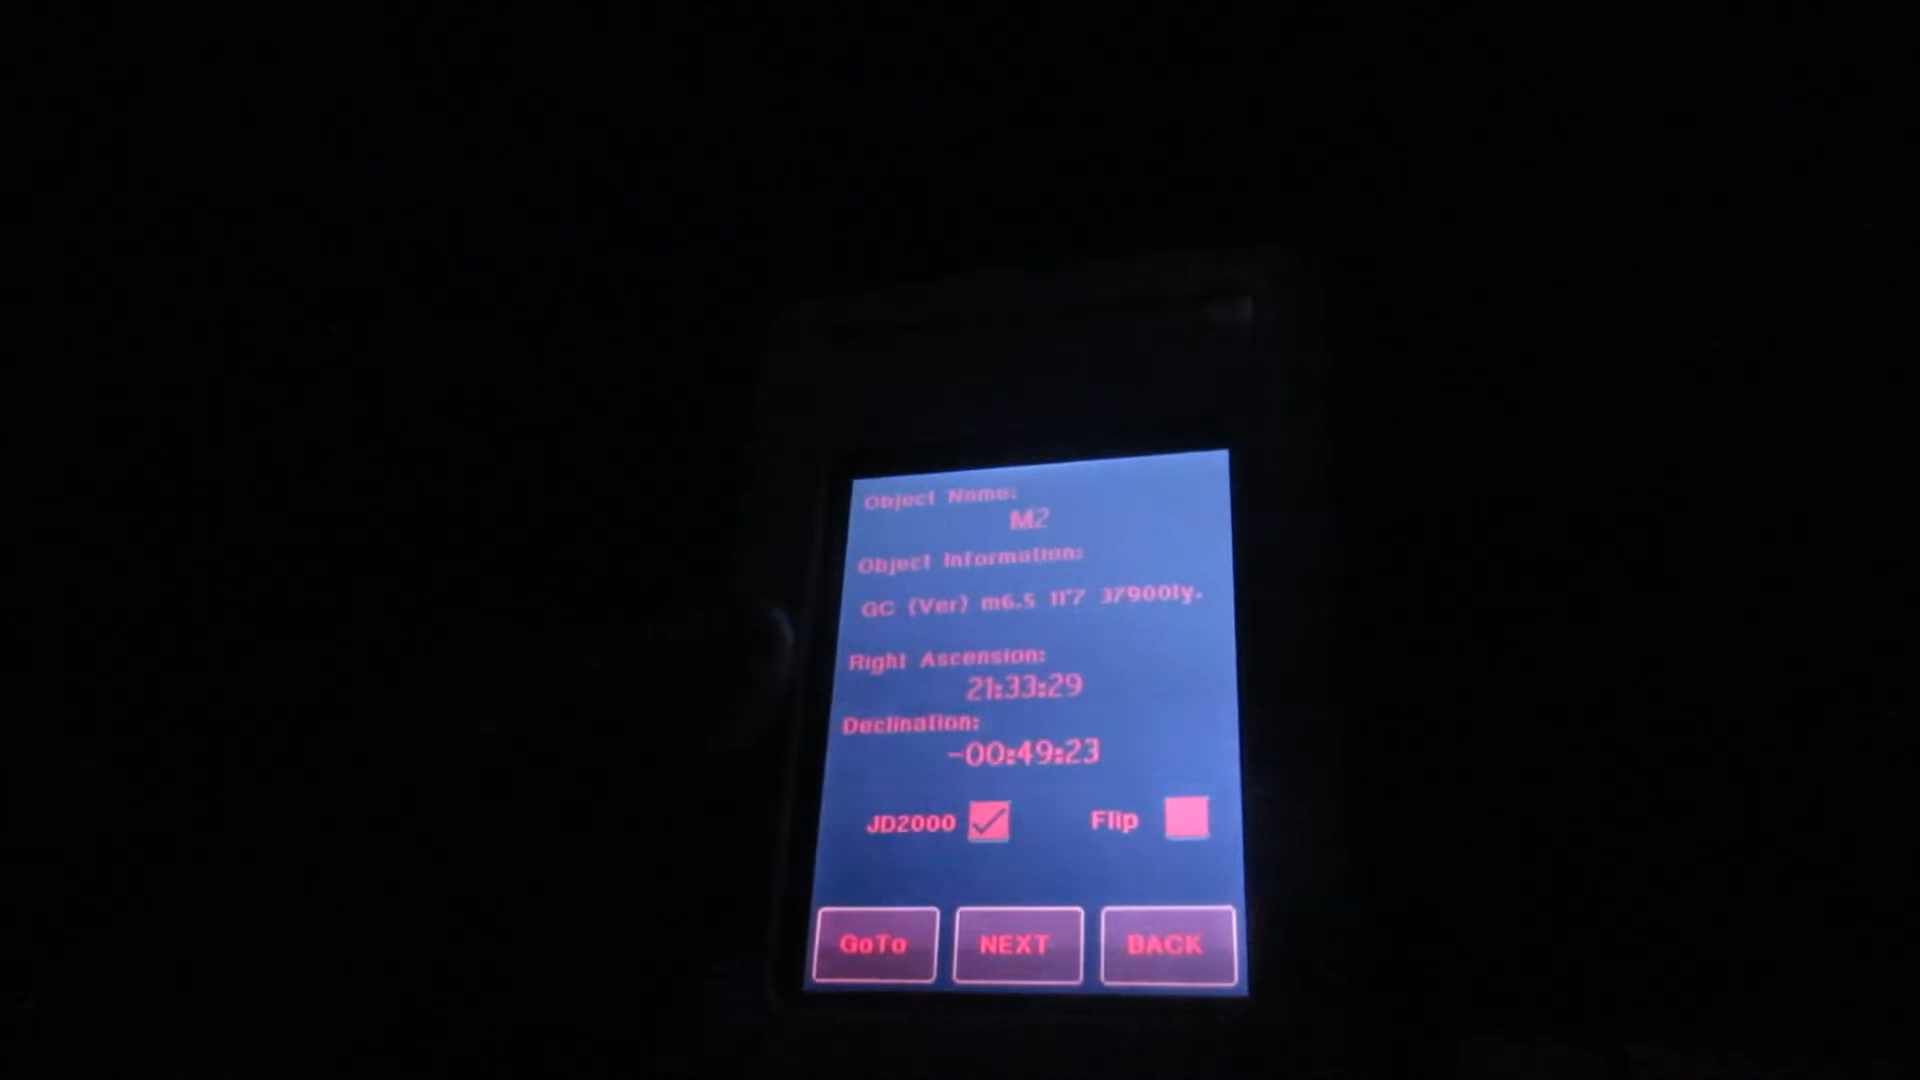 Object Name:
M2
Object Information:
GC (Ver) m6.5 11'7 37900ly.
Right Ascension:
21:33:29
Declination:
-00:49:23
JD2000 Flip
GoTo NEXT BACK